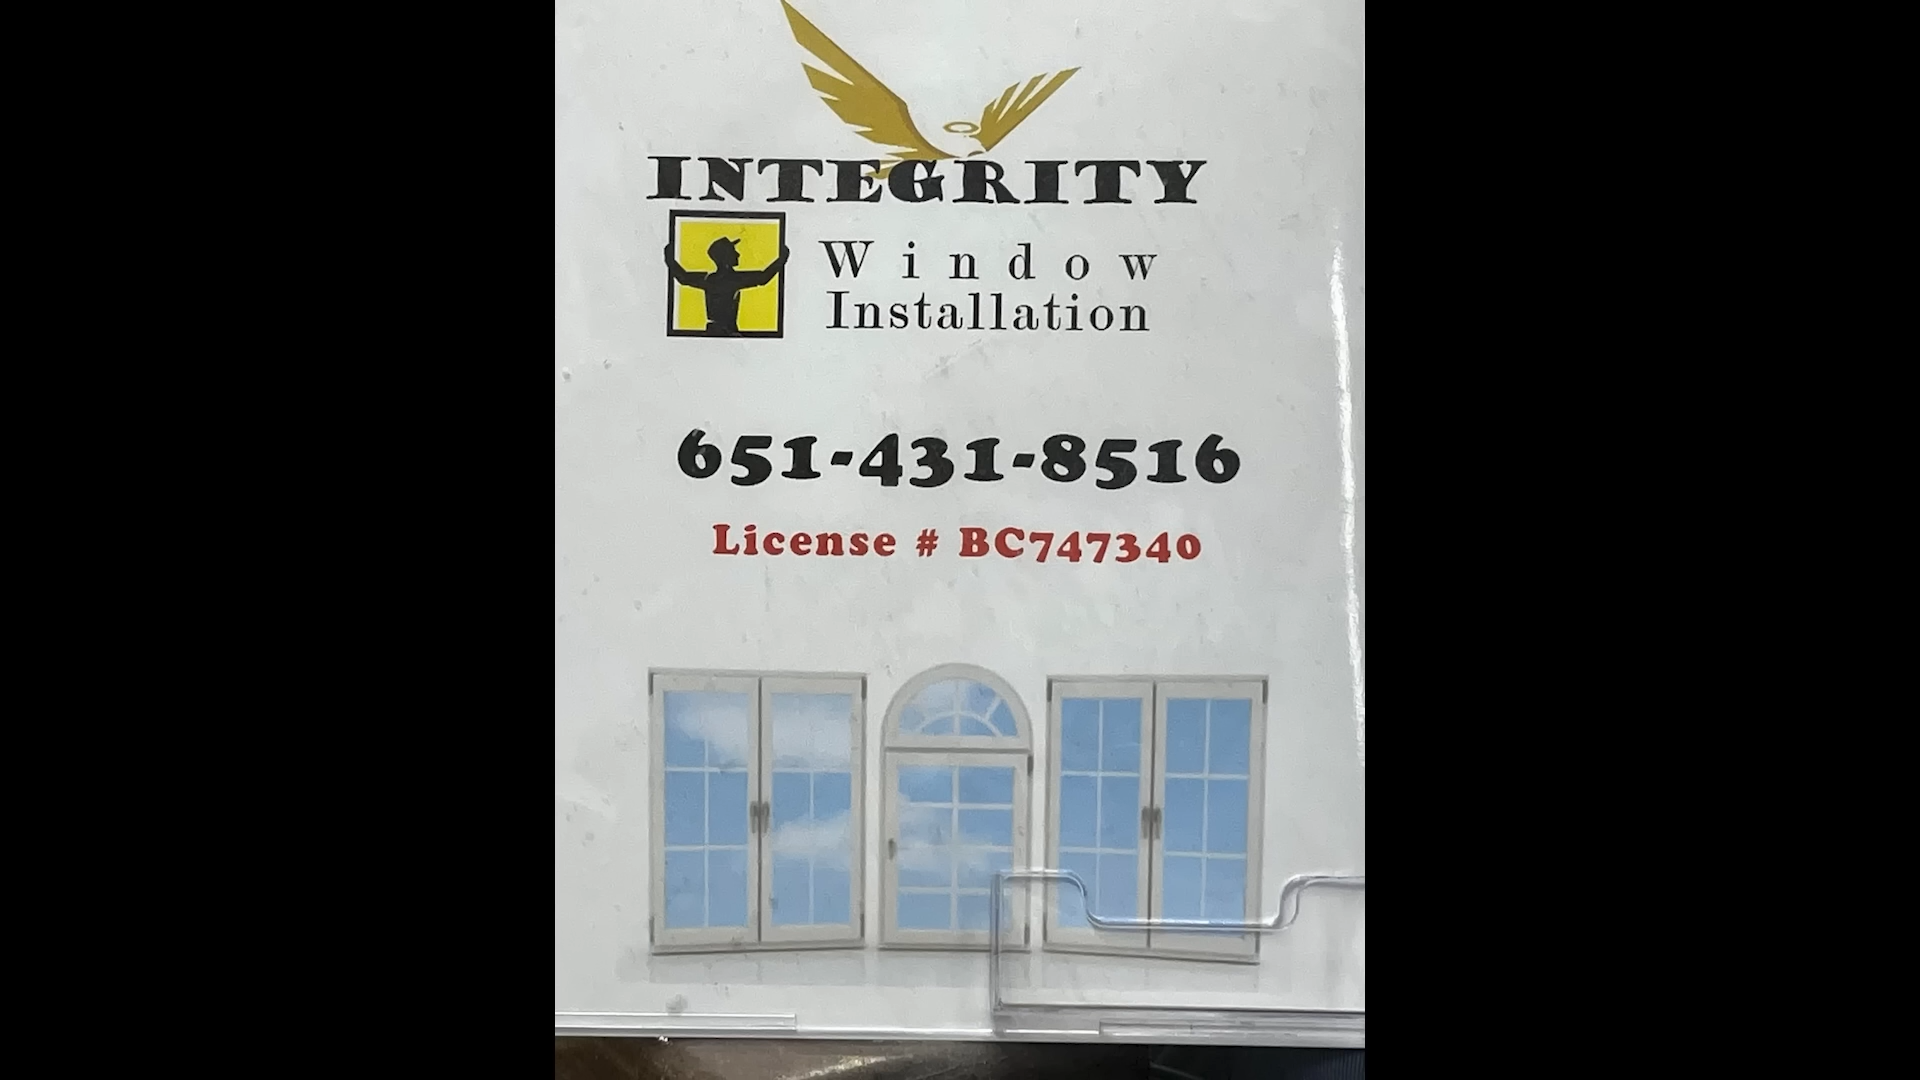 INTEGRITY
Window
Installation
651-431-8516
License # BC747340